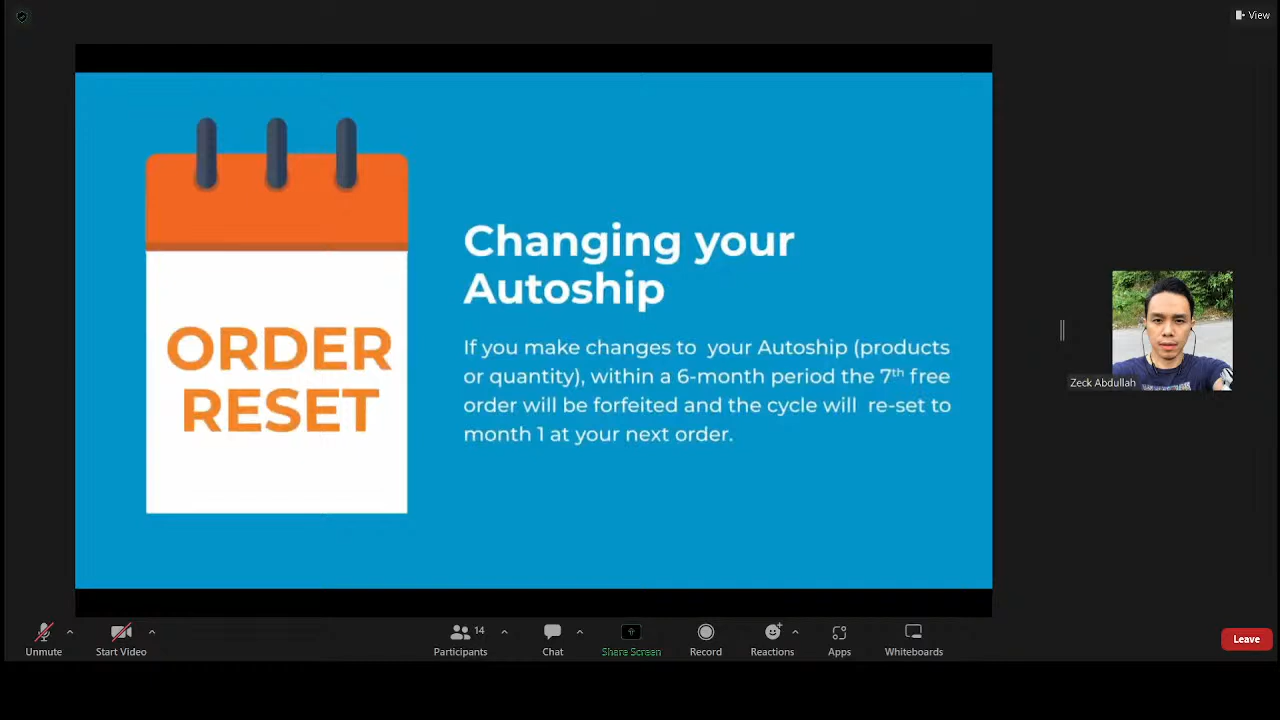 View
ORDER
RESET
Changing your
Autoship
If you make changes to  your Autoship (products
or quantity), within a 6-month period the 7th free
order will be forfeited and the cycle will  re-set to
month 1 at your next order.
Zeck Abdullah
Unmute
Start Video
14
Participants
Chat
Share Screen
Record
Reactions
Apps
Whiteboards
Leave